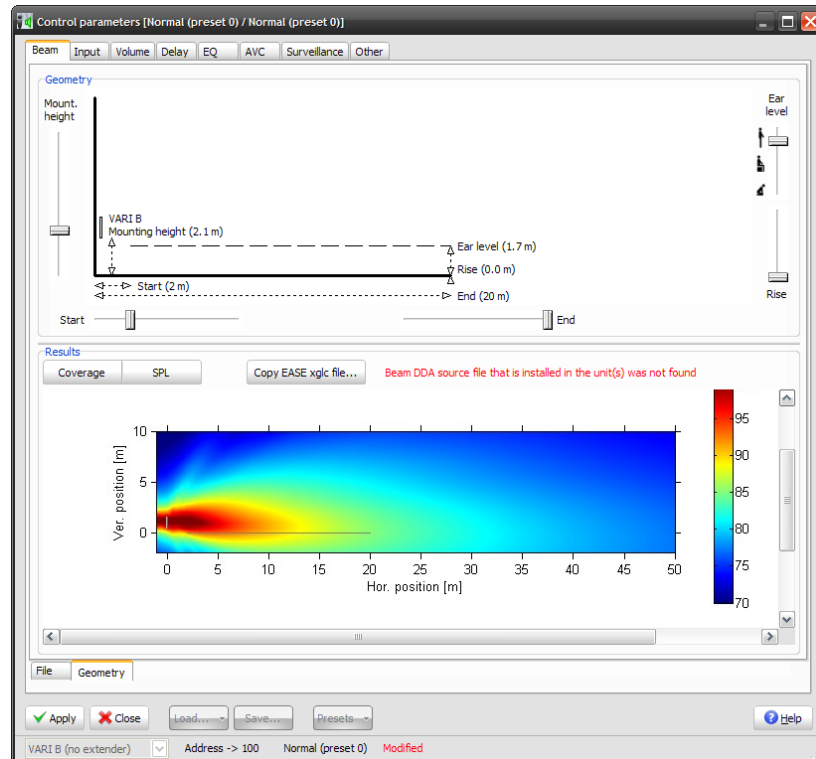 Control parameters [Normal (preset 0) / Normal (preset 0)]
Beam Input Volume Delay EQ AVC Surveillance Other
Geometry
Mount. height
Ear level
VARI B
Mounting height (2.1 m)
Ear level (1.7 m)
Rise (0.0 m)
Start (2 m)
End (20 m)
Rise
Start
End
Results
Coverage SPL Copy EASE xglc file... Beam DDA source file that is installed in the unit(s) was not found
Ver. position [m]
10
5
0
0 5 10 15 20 25 30 35 40 45 50
Hor. position [m]
95
90
85
80
75
70
File Geometry
Apply Close Load... Save... Presets Help
VARI B (no extender) Address -> 100 Normal (preset 0) Modified